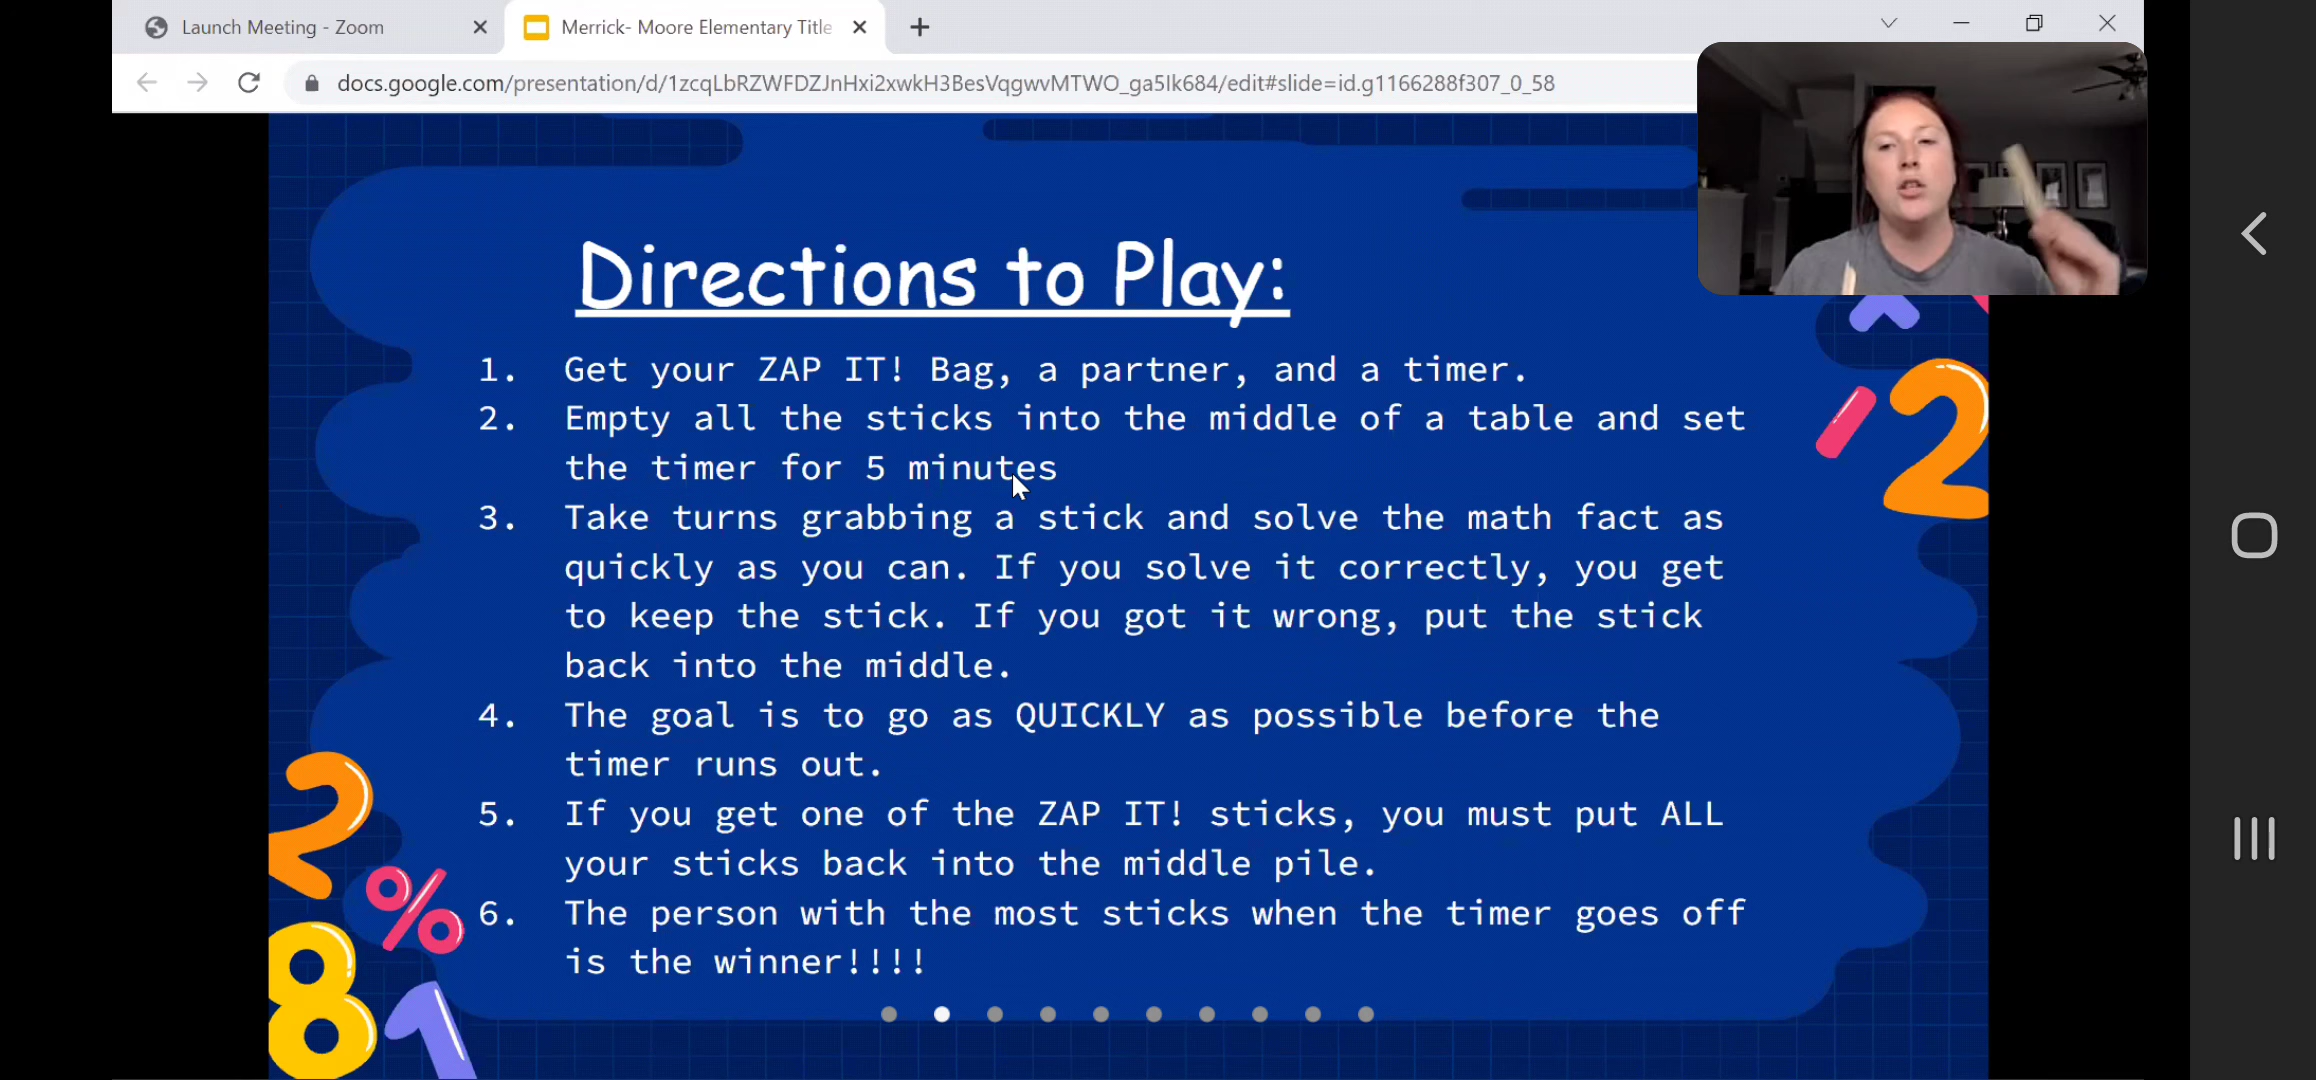 Launch Meeting - Zoom
Merrick- Moore Elementary Title
docs.google.com/presentation/d/1zcqLbRZWFDZJnHxi2xwkH3BesVqgwvMTWO_ga5Ik684/edit#slide=id.g1166288f307_0_58
Directions to Play:
1. Get your ZAP IT! Bag, a partner, and a timer.
2. Empty all the sticks into the middle of a table and set
the timer for 5 minutes
3. Take turns grabbing a stick and solve the math fact as
quickly as you can. If you solve it correctly, you get
to keep the stick. If you got it wrong, put the stick
back into the middle.
4. The goal is to go as QUICKLY as possible before the
timer runs out.
5. If you get one of the ZAP IT! sticks, you must put ALL
your sticks back into the middle pile.
6. The person with the most sticks when the timer goes off
is the winner!!!!
2
2
%
8
1